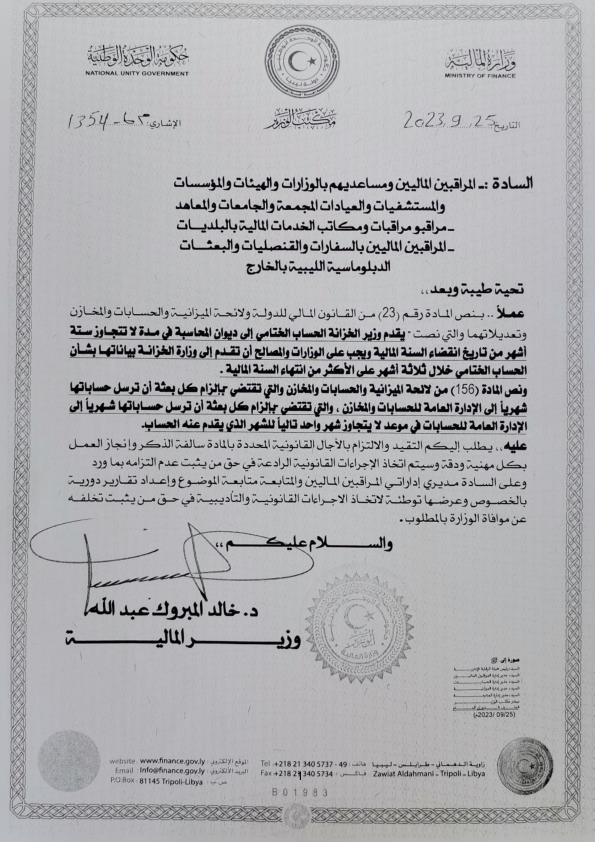 حكومة الوحدة الوطنية
NATIONAL UNITY GOVERNMENT
وزارة المالية
MINISTRY OF FINANCE
مكتب الوزير
التاريخ: 2023.9.25
الإشاري: 63-1354
السادة :ـ المراقبين الماليين ومساعديهم بالوزارات والهيئات والمؤسسات
والمستشفيات والعيادات المجمعة والجامعات والمعاهد
ـ مراقبو مراقبات ومكاتب الخدمات المالية بالبلديات
ـ المراقبين الماليين بالسفارات والقنصليات والبعثات
الدبلوماسية الليبية بالخارج
تحية طيبة وبعد،،
عملاً .. بنص المادة رقم (23) من القانون المالي للدولة ولائحة الميزانية والحسابات والمخازن
وتعديلاتهما والتي نصت - يقدم وزير الخزانة الحساب الختامي إلى ديوان المحاسبة في مدة لا تتجاوز ستة
أشهر من تاريخ انقضاء السنة المالية ويجب على الوزارات والمصالح أن تقدم إلى وزارة الخزانة بياناتها بشأن
الحساب الختامي خلال ثلاثة أشهر على الأكثر من انتهاء السنة المالية .
ونص المادة (156) من لائحة الميزانية والحسابات والمخازن والتي تقتضي بإلزام كل بعثة أن ترسل حساباتها
شهرياً إلى الإدارة العامة للحسابات والمخازن ، والتي تقتضي بإلزام كل بعثة أن ترسل حساباتها شهرياً إلى
الإدارة العامة للحسابات في موعد لا يتجاوز شهر واحد تالياً للشهر الذي يقدم عنه الحساب.
عليه ،، يطلب إليكم التقيد والالتزام بالأجال القانونية المحددة بالمادة سالفة الذكر وإنجاز العمل
بكل مهنية ودقة وسيتم اتخاذ الإجراءات القانونية الرادعة في حق من يثبت عدم التزامه بما ورد
وعلى السادة مديري إداراتي المراقبين الماليين والمتابعة متابعة الموضوع وإعداد تقارير دورية
بالخصوص وعرضها توطئة لاتخاذ الاجراءات القانونية والتأديبية في حق من يثبت تخلفه
عن موافاة الوزارة بالمطلوب .
والسلام عليكم ،،
د. خالد المبروك عبد الله
وزير المالية
صورة إلى
(2023/09/25م)
website : www.finance.gov.ly الموقع الإلكتروني
Email : Info@finance.gov.ly البريد الالكتروني
P.O.Box : 81145 Tripoli-Libya ص ب
Tel : +218 21 340 5737 - 49 هاتف
Fax +218 21 340 5734 فاكس
زاوية الدهماني - طرابلس - ليبيا
Zawiat Aldahmani - Tripoli - Libya
B01983